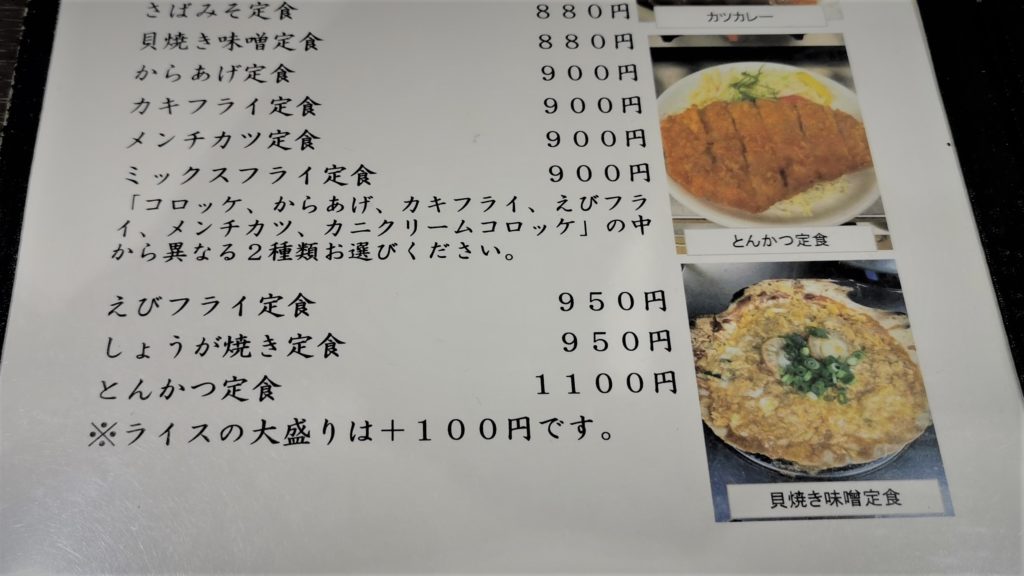 さばみそ定食 880円
貝焼き味噌定食 880円
からあげ定食 900円
カキフライ定食 900円
メンチカツ定食 900円
ミックスフライ定食 900円
「コロッケ、からあげ、カキフライ、えびフラ
イ、メンチカツ、カニクリームコロッケ」の中
から異なる2種類お選びください。
えびフライ定食 950円
しょうが焼き定食 950円
とんかつ定食 1100円
※ライスの大盛りは+100円です。
カツカレー
とんかつ定食
貝焼き味噌定食